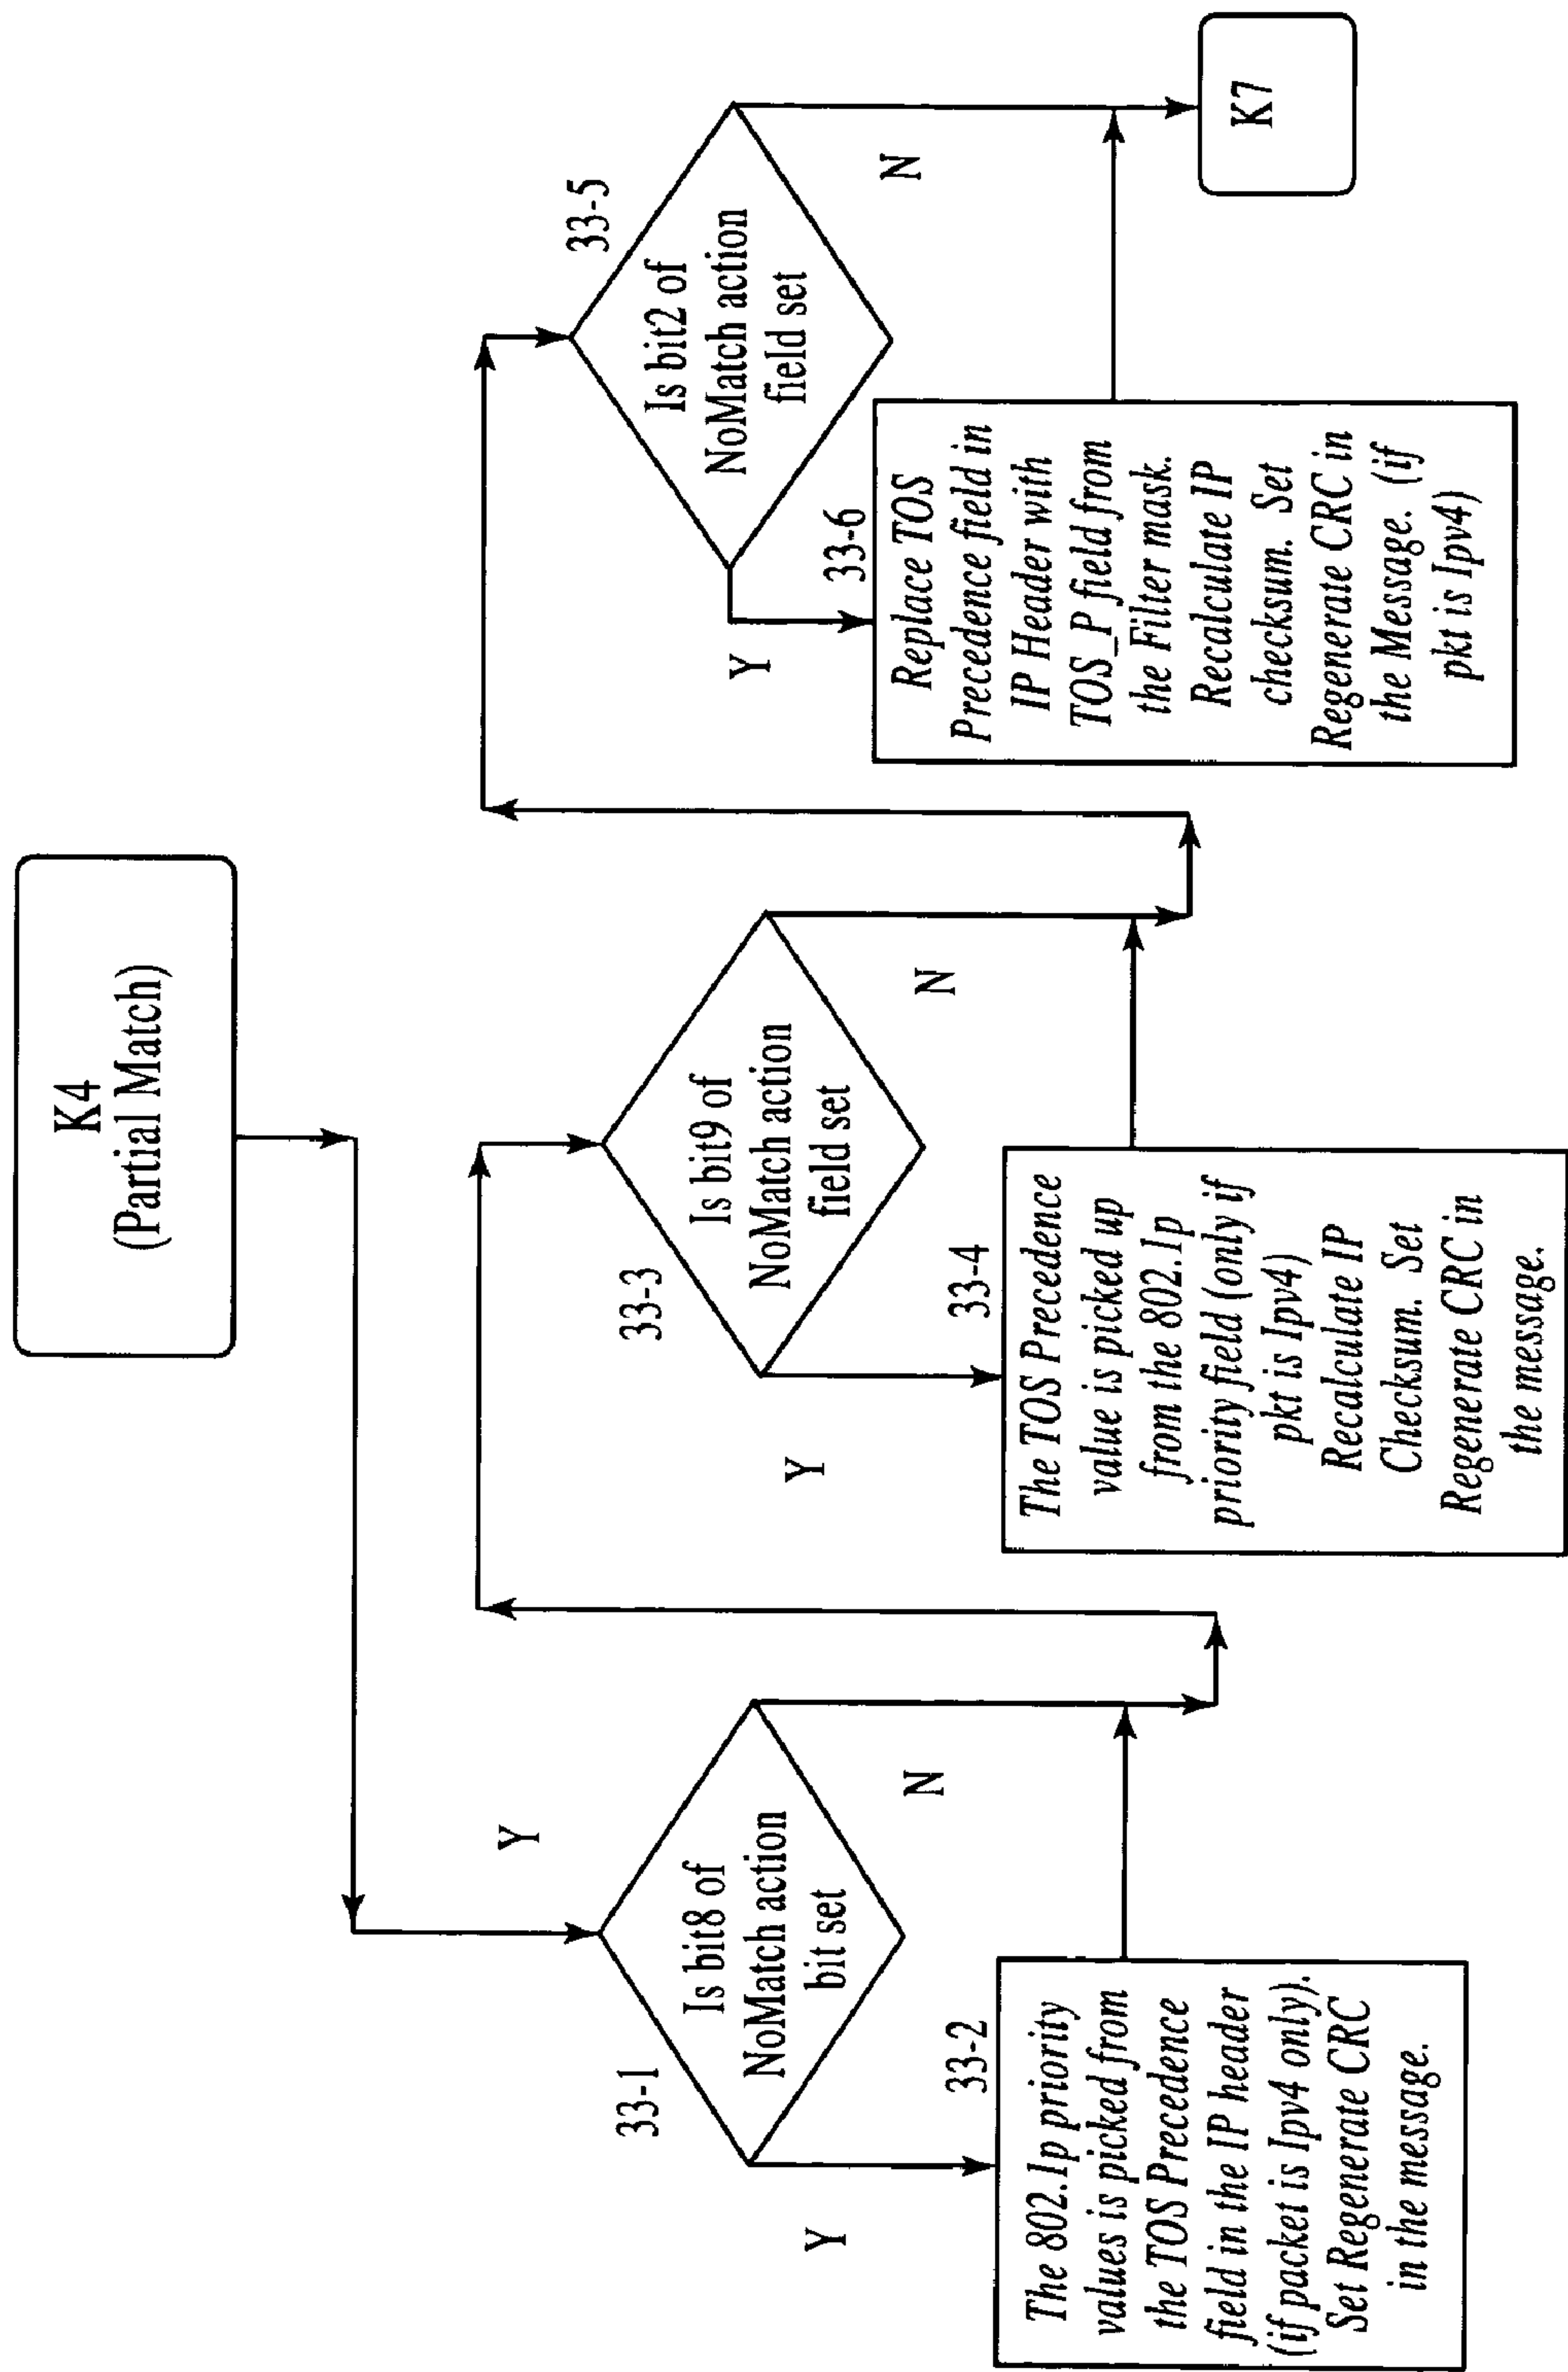 K4
(Partial Match)
Y
33-1
Is bit8 of
NoMatch action
bit set
Y
N
33-2
The 802.1p priority
values is picked from
the TOS Precedence
field in the IP header
(if packet is Ipv4 only).
Set Regenerate CRC
in the message.
33-3
Is bit9 of
NoMatch action
field set
Y
N
33-4
The TOS Precedence
value is picked up
from the 802.1p
priority field (only if
pkt is Ipv4)
Recalculate IP
Checksum. Set
Regenerate CRC in
the message.
33-5
Is bit2 of
NoMatch action
field set
Y
N
33-6
Replace TOS
Precedence field in
IP Header with
TOS_P field from
the Filter mask.
Recalculate IP
checksum. Set
Regenerate CRC in
the Message. (if
pkt is Ipv4)
K7